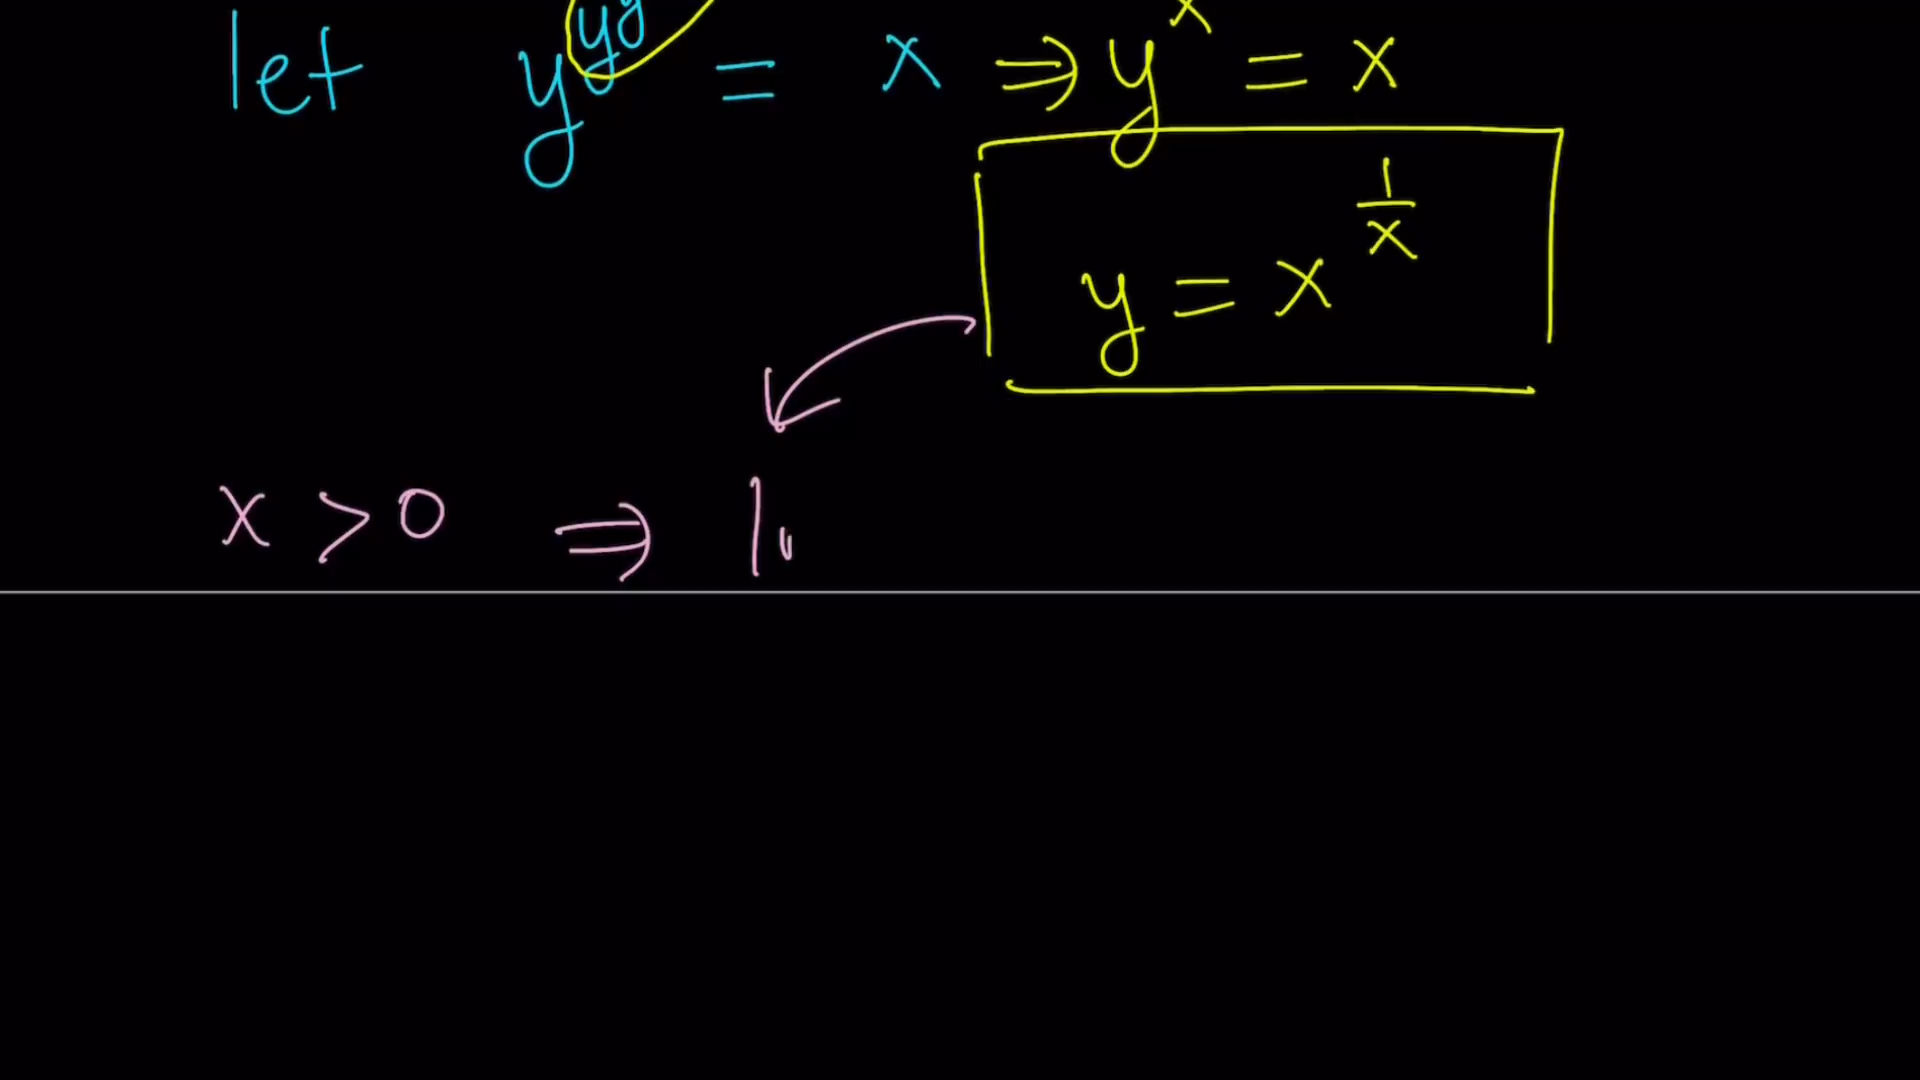 let y^{y^{y}} = x ⇒ y^x = x
y = x^{1/x}
x > 0 ⇒